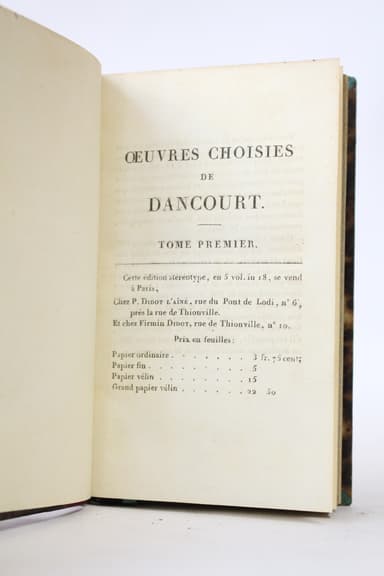 ŒUVRES CHOISIES
DE
DANCOURT.
TOME PREMIER.
Cette édition stéréotype, en 5 vol. in 18, se vend
à Paris,
Chez P. DIDOT L'AÎNÉ, rue du Pont de Lodi, n° 6,
près la rue de Thionville.
Et chez FIRMIN DIDOT, rue de Thionville, n° 10.
Prix en feuilles:
Papier ordinaire . . . . . . . 3 fr. 75 cent;
Papier fin . . . . . . . . . 5
Papier vélin . . . . . . . . 15
Grand papier vélin . . . . . . 22 50